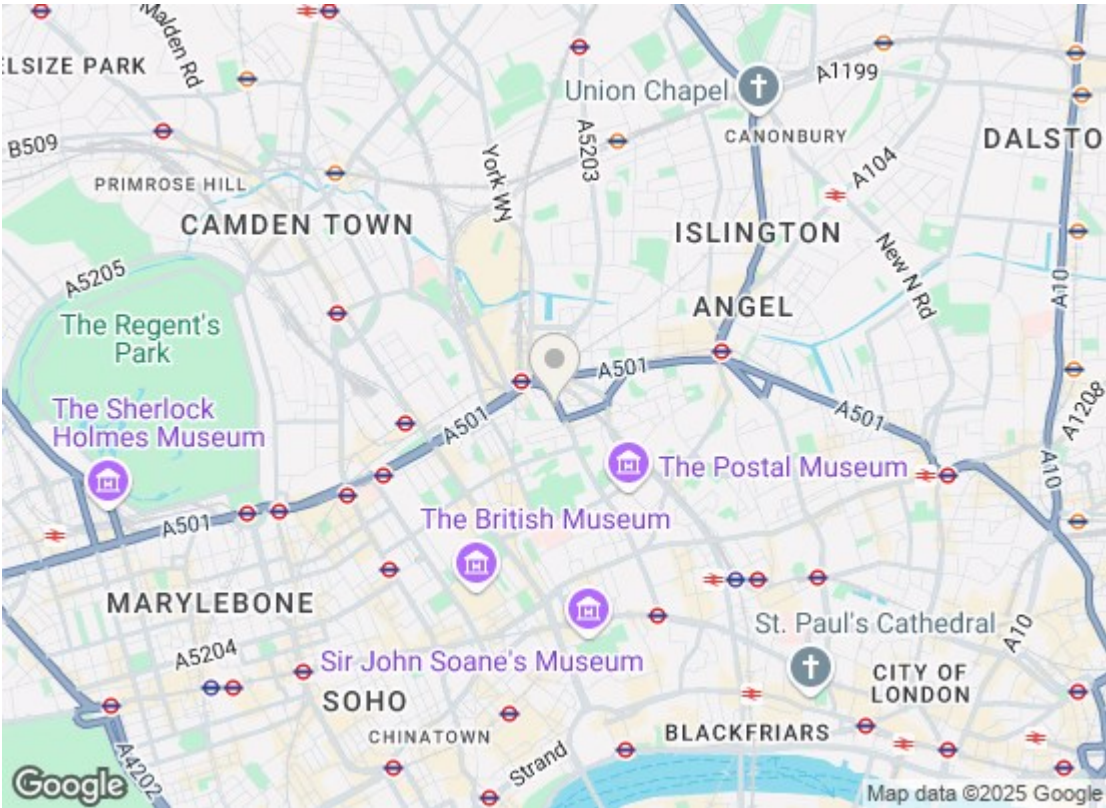 Malden Rd
ELSIZE PARK
A1199
Union Chapel
CANONBURY
A5203
B509
DALSTO
York Wy
A104
PRIMROSE HILL
CAMDEN TOWN
ISLINGTON
New N Rd
A5205
A10
ANGEL
The Regent's
Park
A501
The Sherlock
Holmes Museum
A501
A501
A1208
The Postal Museum
A10
A501
The British Museum
MARYLEBONE
St. Paul's Cathedral
A10
A5204
Sir John Soane's Museum
CITY OF
LONDON
SOHO
CHINATOWN
BLACKFRIARS
Strand
A4202
Google
Map data ©2025 Google